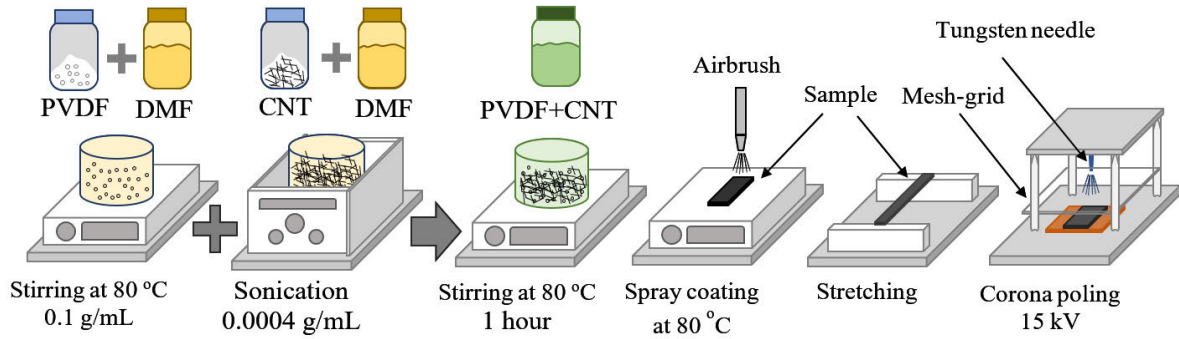 PVDF
DMF
CNT
DMF
PVDF+CNT
Airbrush
Sample
Mesh-grid
Tungsten needle
Stirring at 80 ºC
0.1 g/mL
Sonication
0.0004 g/mL
Stirring at 80 ºC
1 hour
Spray coating
at 80 °C
Stretching
Corona poling
15 kV